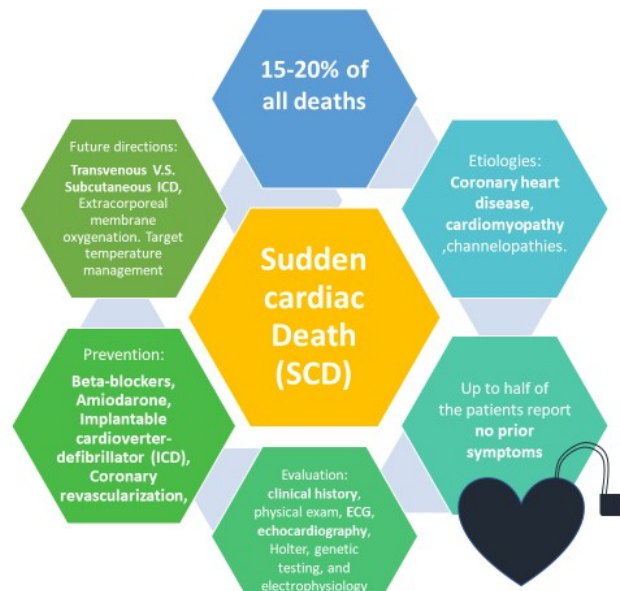 15-20% of
all deaths
Etiologies:
Coronary heart
disease,
cardiomyopathy
,channelopathies.
Up to half of
the patients report
no prior
symptoms
Evaluation:
clinical history,
physical exam, ECG,
echocardiography,
Holter, genetic
testing, and
electrophysiology
Prevention:
Beta-blockers,
Amiodarone,
Implantable
cardioverter-
defibrillator (ICD),
Coronary
revascularization,
Future directions:
Transvenous V.S.
Subcutaneous ICD,
Extracorporeal
membrane
oxygenation. Target
temperature
management
Sudden
cardiac
Death
(SCD)